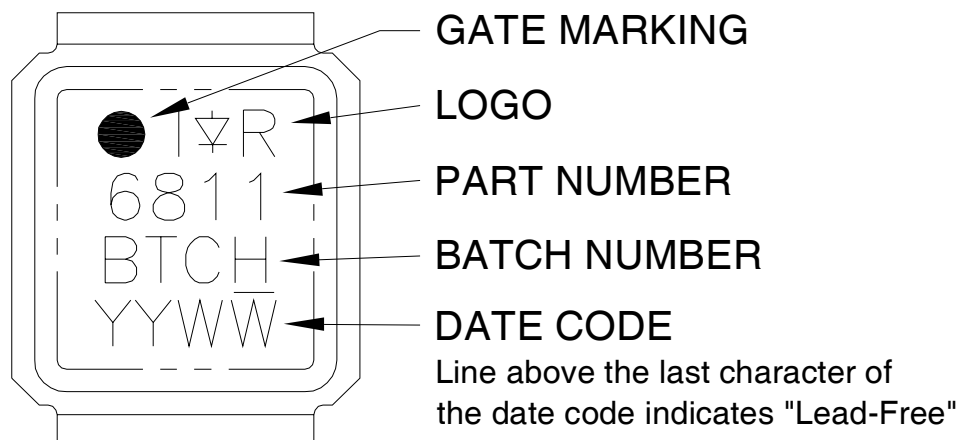 GATE MARKING
I R
LOGO
6811
PART NUMBER
BTCH
BATCH NUMBER
YYWW
DATE CODE
Line above the last character of
the date code indicates "Lead-Free"